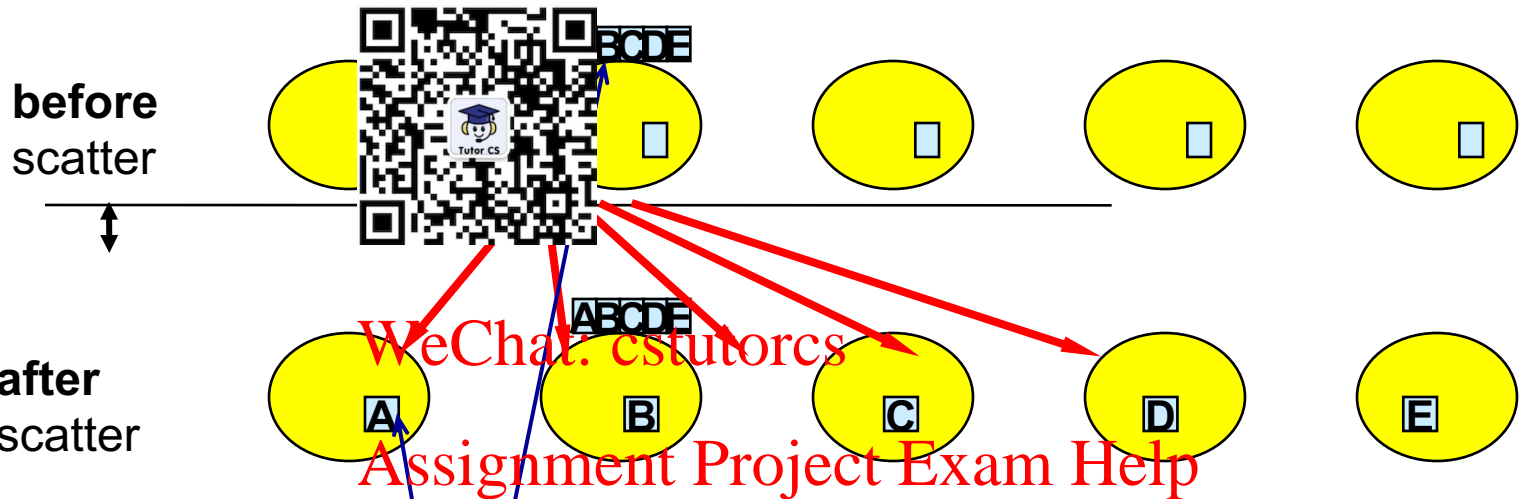 BCDE
before
scatter
Tutor CS
ABCDE
WeChat: cstutorcs
after
scatter
A B C D E
Assignment Project Exam Help